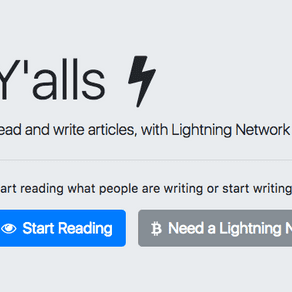 Y'alls
ead and write articles, with Lightning Network
art reading what people are writing or start writing
Start Reading
Need a Lightning N